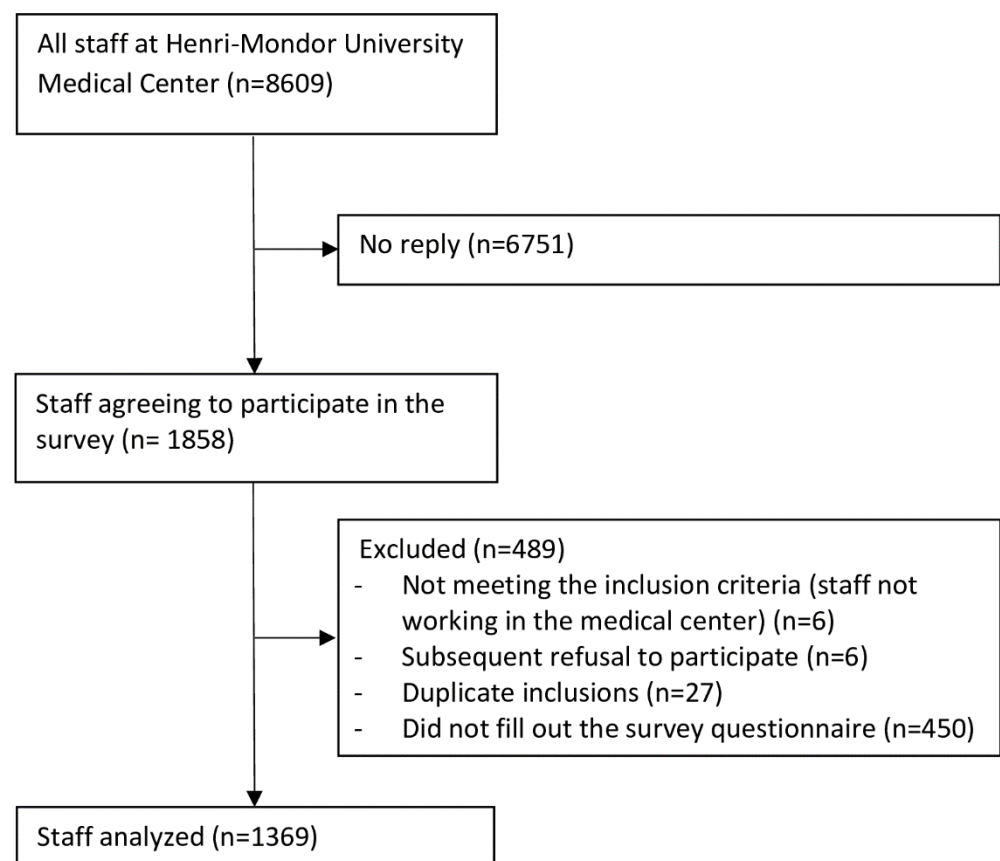 All staff at Henri-Mondor University
Medical Center (n=8609)
No reply (n=6751)
Staff agreeing to participate in the
survey (n= 1858)
Excluded (n=489)
- Not meeting the inclusion criteria (staff not
working in the medical center) (n=6)
- Subsequent refusal to participate (n=6)
- Duplicate inclusions (n=27)
- Did not fill out the survey questionnaire (n=450)
Staff analyzed (n=1369)